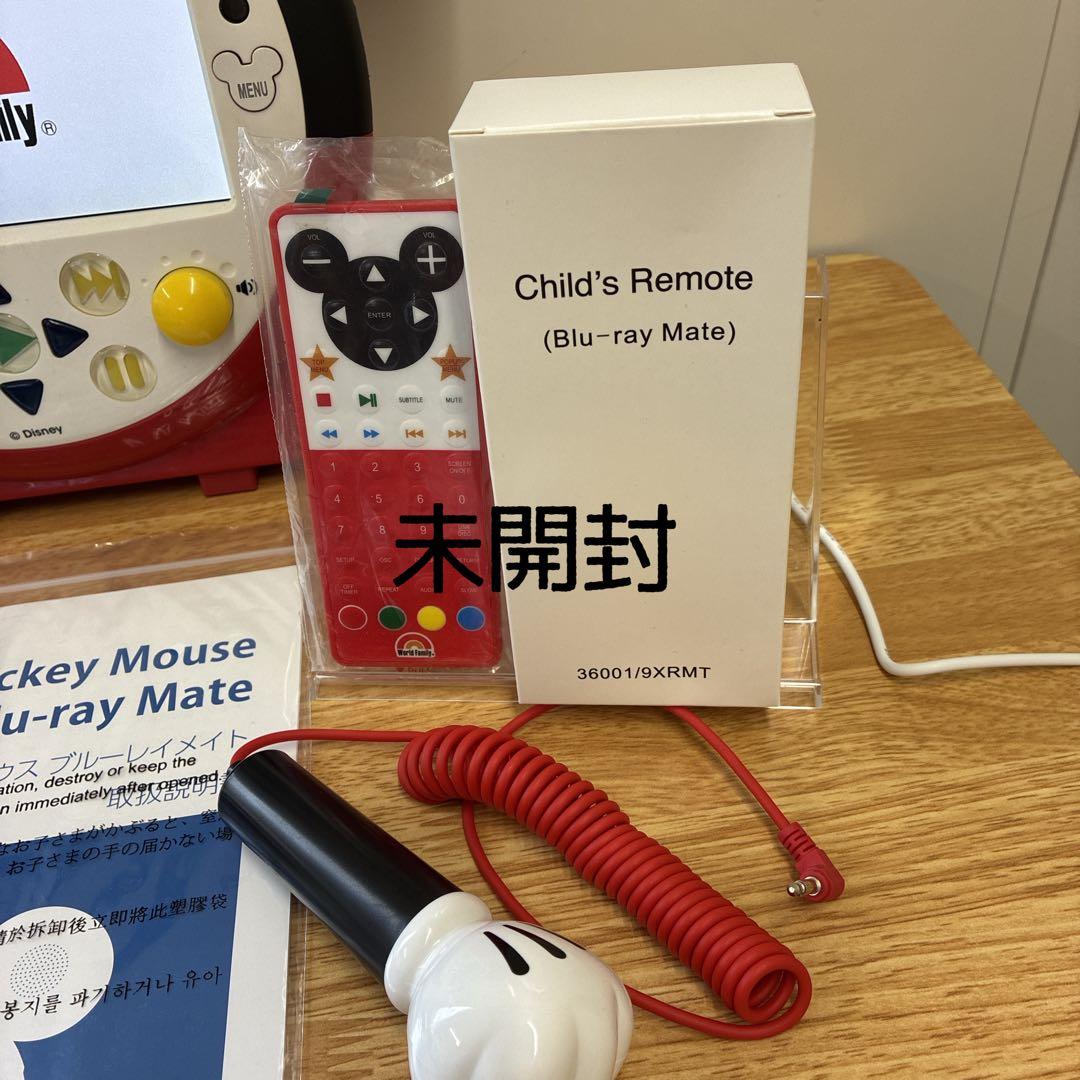 ily®
MENU
© Disney
VOL
VOL
ENTER
TOP MENU
MENU
SUBTITLE
MUTE
1 2 3 SCREEN ON/OFF
4 5 6 0
7 8 9
SETUP OSC
OFF TIMER REPEAT SLOW
World Family
Child's Remote
(Blu-ray Mate)
36001/9XRMT
未開封
ckey Mouse
lu-ray Mate
ウス ブルーレイメイト
取扱説明
ation, destroy or keep the
n immediately after opened
お子さまがかぶると、
お子さまの手の届かない場
於拆卸後立即將此塑膠袋
봉지를 파기하거나 유아